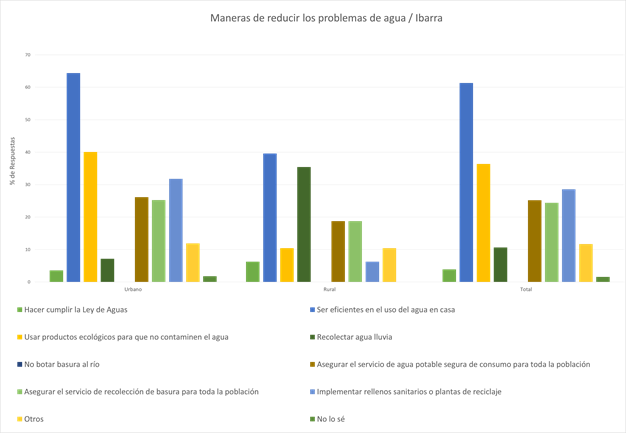 Maneras de reducir los problemas de agua / Ibarra
70
60
50
40
30
20
10
0
% de Respuestas
Urbano
Rural
Total
Hacer cumplir la Ley de Aguas
Ser eficientes en el uso del agua en casa
Usar productos ecológicos para que no contaminen el agua
Recolectar agua lluvia
No botar basura al río
Asegurar el servicio de agua potable segura de consumo para toda la población
Asegurar el servicio de recolección de basura para toda la población
Implementar rellenos sanitarios o plantas de reciclaje
Otros
No lo sé